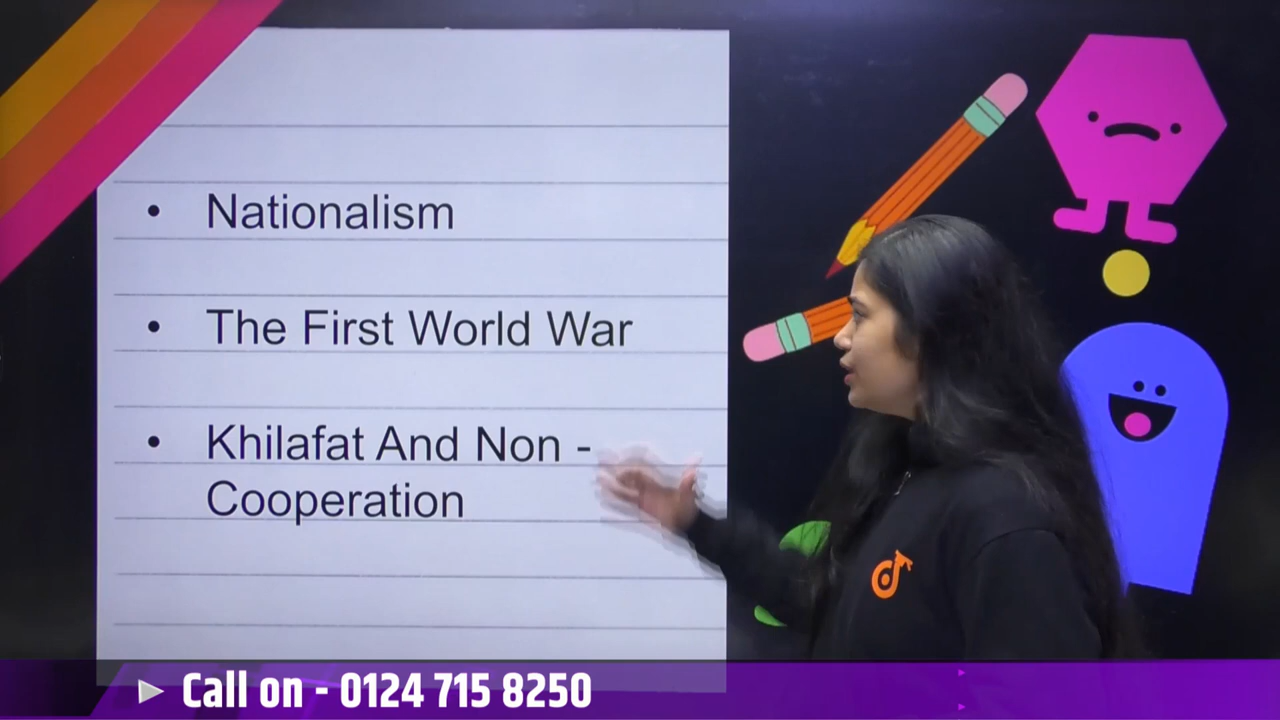 • Nationalism
• The First World War
• Khilafat And Non -
Cooperation
Call on - 0124 715 8250